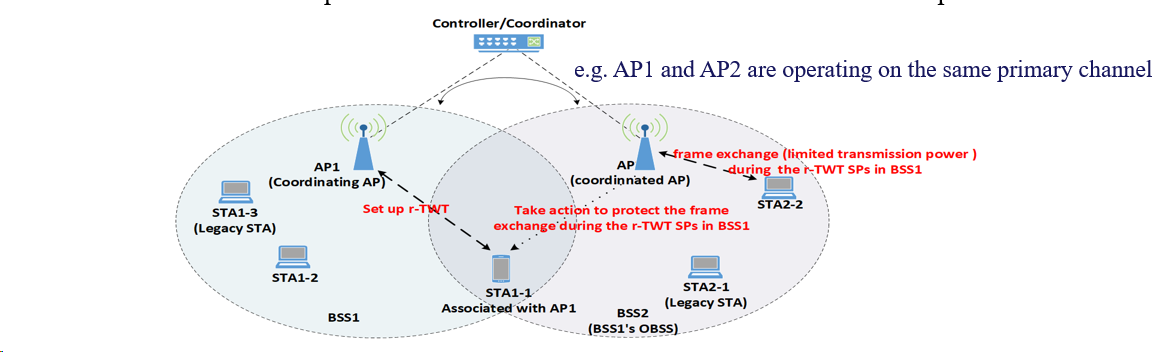 Controller/Coordinator
e.g. AP1 and AP2 are operating on the same primary channel
AP1
(Coordinating AP)
AP
(coordinnated AP)
frame exchange (limited transmission power )
during the r-TWT SPs in BSS1
STA2-2
STA1-3
(Legacy STA)
Set up r-TWT
Take action to protect the frame
exchange during the r-TWT SPs in BSS1
STA1-2
STA1-1
Associated with AP1
STA2-1
(Legacy STA)
BSS1
BSS2
(BSS1's OBSS)